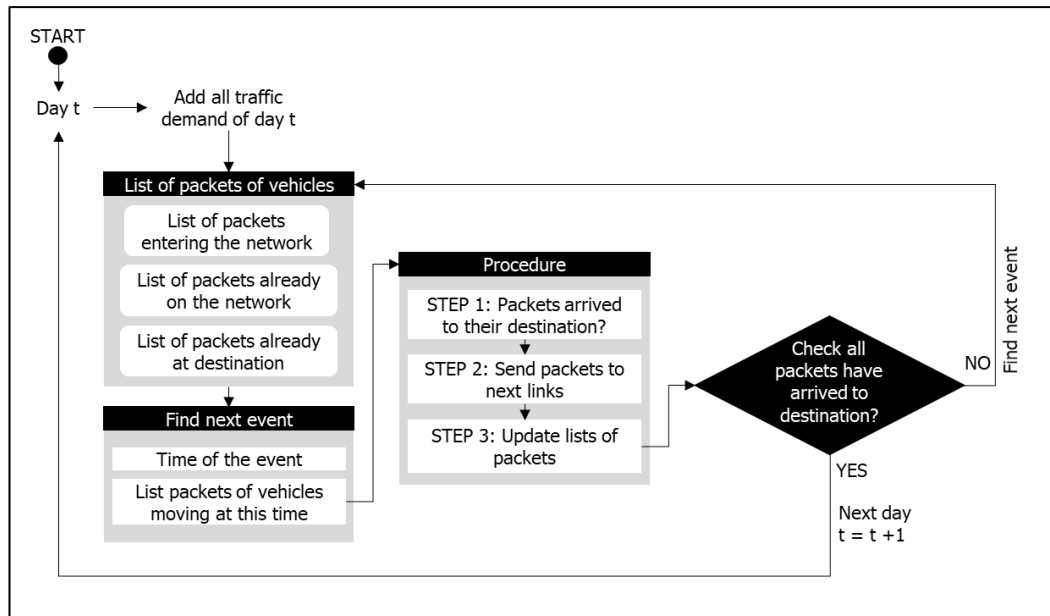 START
Day t
Add all traffic
demand of day t
List of packets of vehicles
List of packets
entering the network
List of packets already
on the network
List of packets already
at destination
Find next event
Time of the event
List packets of vehicles
moving at this time
Procedure
STEP 1: Packets arrived
to their destination?
STEP 2: Send packets to
next links
STEP 3: Update lists of
packets
Check all
packets have
arrived to
destination?
NO
Find next event
YES
Next day
t = t +1